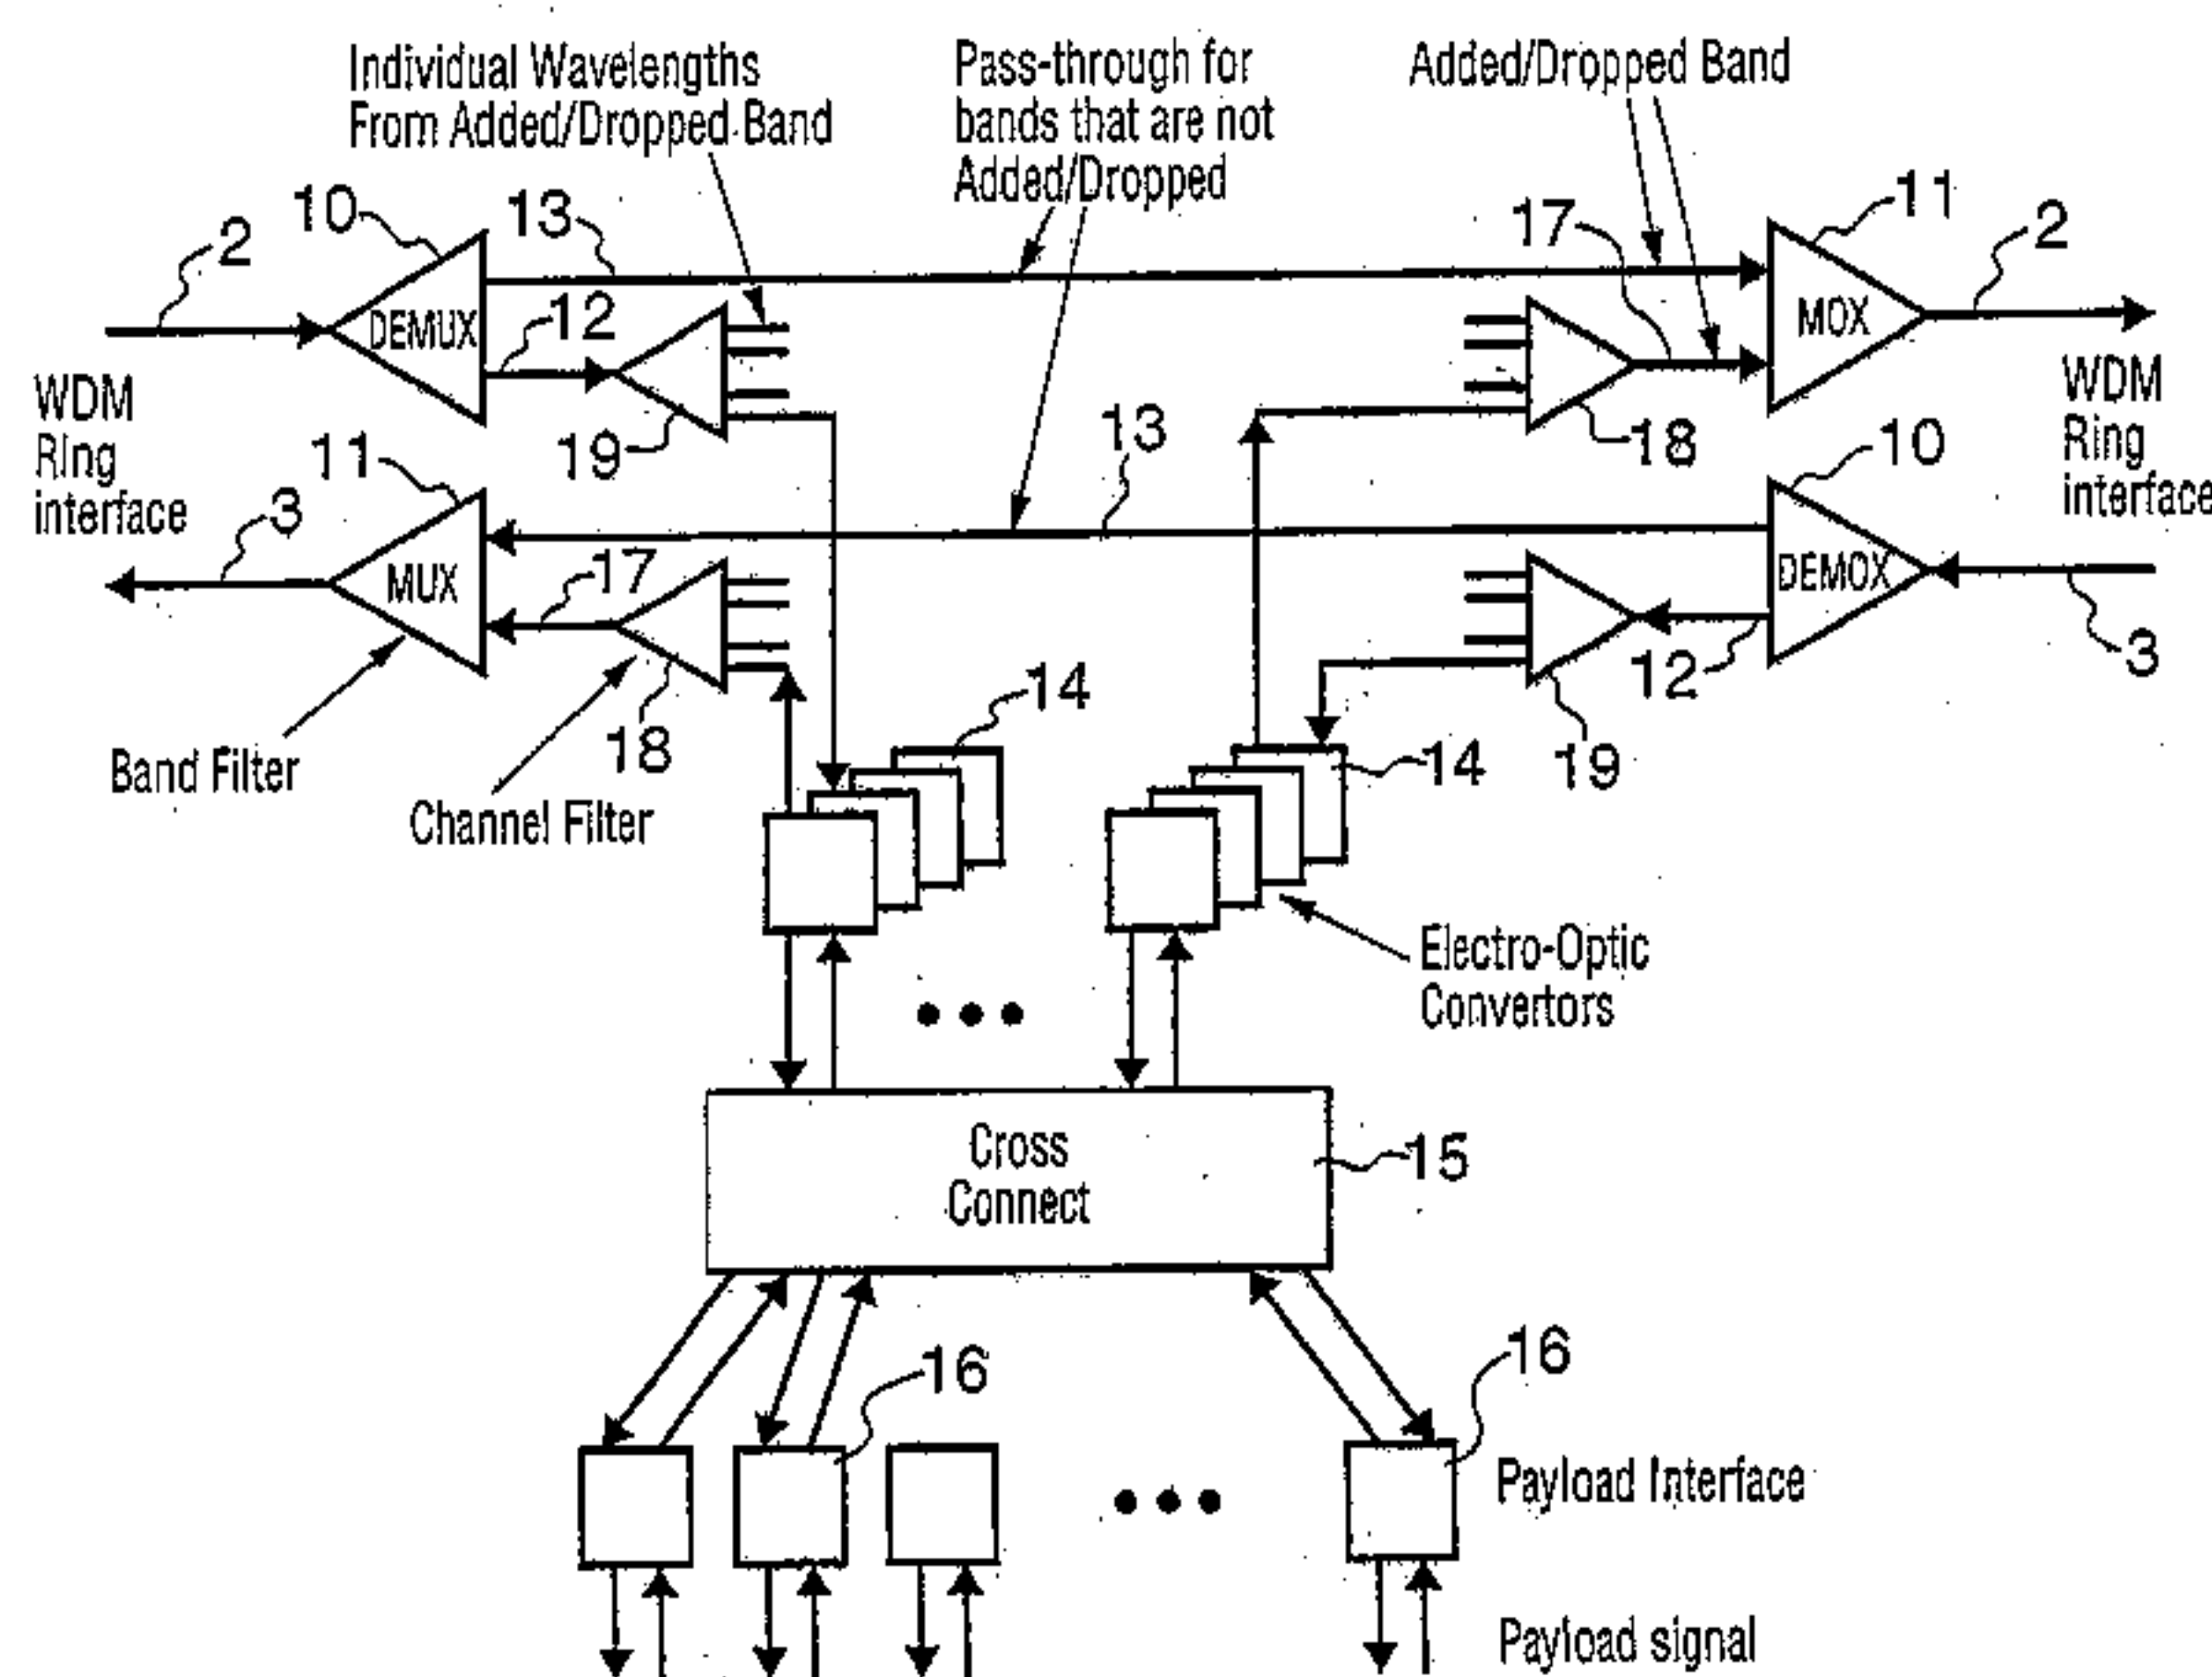 Individual Wavelengths
From Added/Dropped Band
Pass-through for
bands that are not
Added/Dropped
Added/Dropped Band
10
13
2
17
11
2
DEMUX
12
MOX
WDM
Ring
interface
19
18
WDM
Ring
interface
11
13
10
3
MUX
17
DEMOX
12
3
18
14
19
14
Band Filter
Channel Filter
Electro-Optic
Convertors
Cross
Connect
15
16
16
Payload Interface
Payload signal